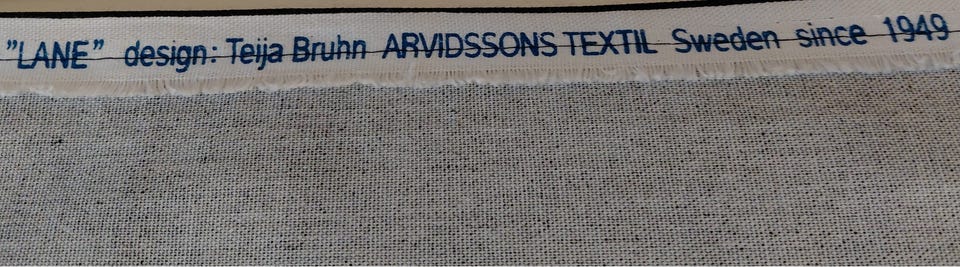 "LANE" design: Teija Bruhn ARVIDSSONS TEXTIL Sweden since 1949